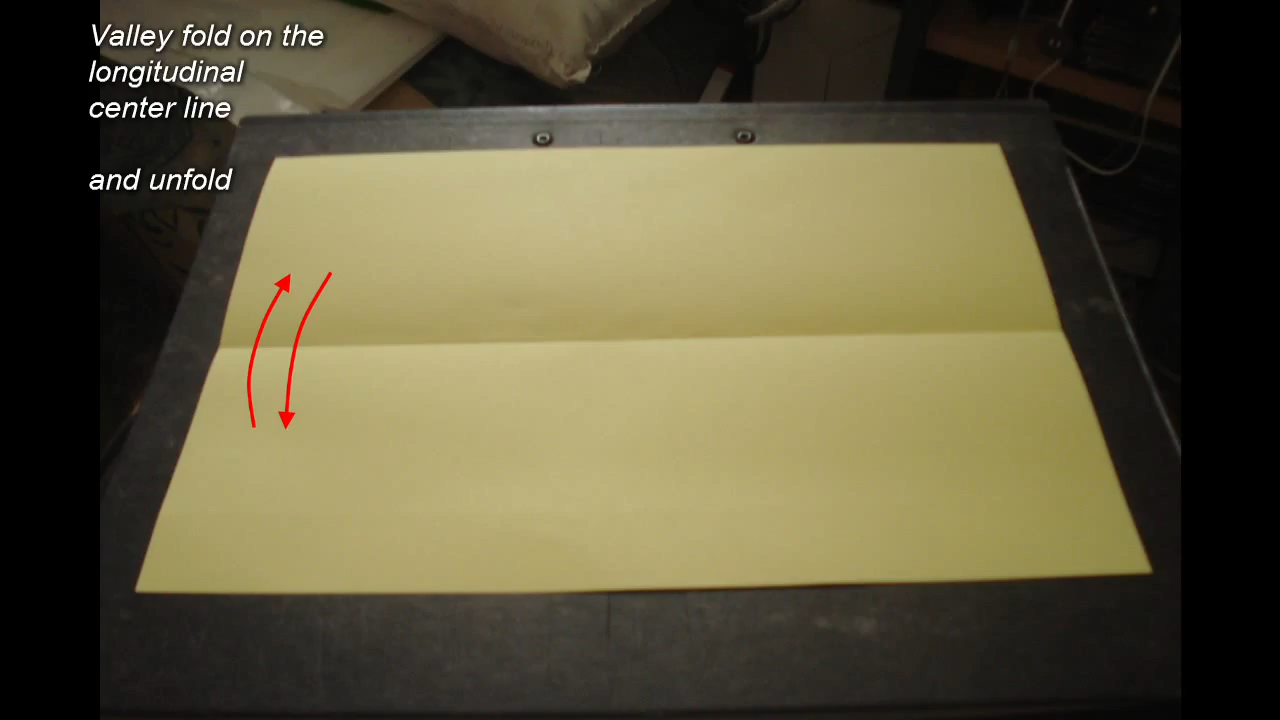 Valley fold on the
longitudinal
center line
and unfold